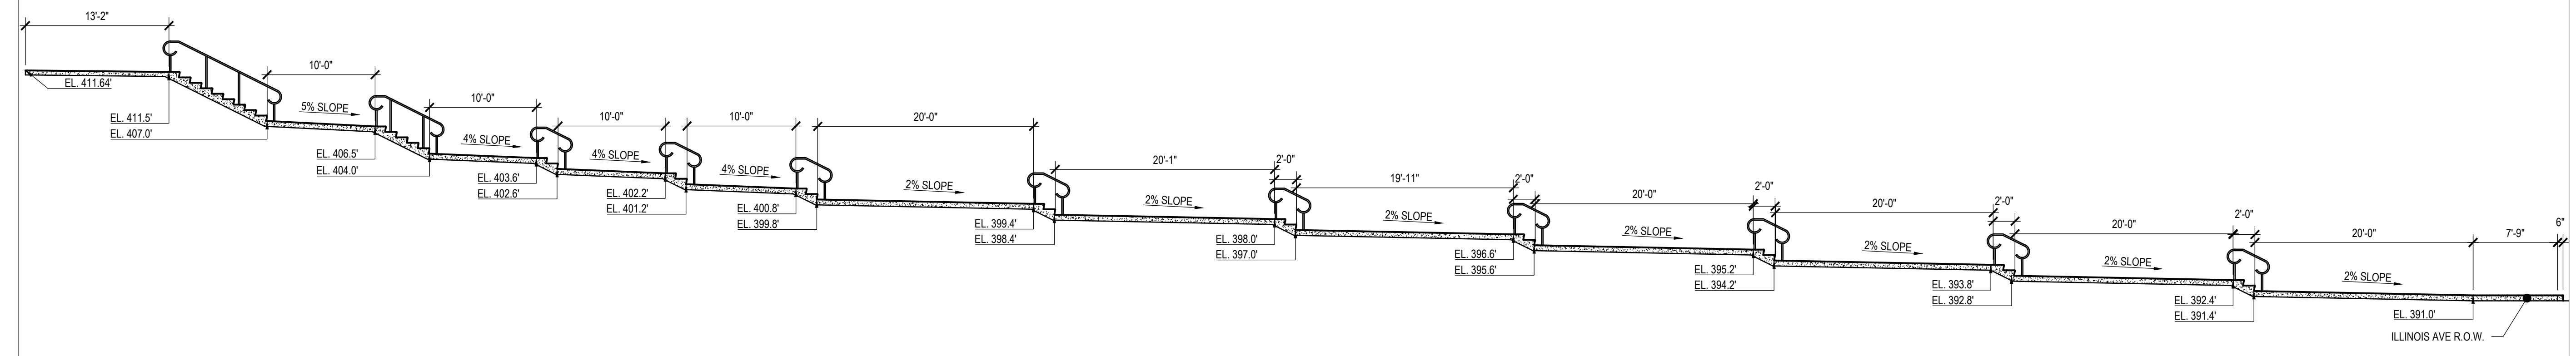 13'-2"
EL. 411.64'
EL. 411.5'
EL. 407.0'
10'-0"
5% SLOPE
EL. 406.5'
EL. 404.0'
10'-0"
4% SLOPE
EL. 403.6'
EL. 402.6'
10'-0"
4% SLOPE
EL. 402.2'
EL. 401.2'
10'-0"
4% SLOPE
EL. 400.8'
EL. 399.8'
20'-0"
2% SLOPE
EL. 399.4'
EL. 398.4'
20'-1"
2% SLOPE
2'-0"
EL. 398.0'
EL. 397.0'
19'-11"
2% SLOPE
2'-0"
EL. 396.6'
EL. 395.6'
20'-0"
2% SLOPE
2'-0"
EL. 395.2'
EL. 394.2'
20'-0"
2% SLOPE
2'-0"
EL. 393.8'
EL. 392.8'
20'-0"
2% SLOPE
2'-0"
EL. 392.4'
EL. 391.4'
20'-0"
2% SLOPE
EL. 391.0'
7'-9"
6"
ILLINOIS AVE R.O.W.